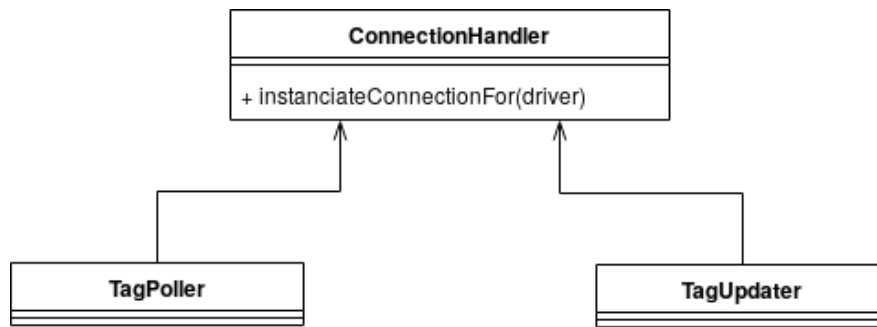 ConnectionHandler
+ instanciateConnectionFor(driver)
TagPoller
TagUpdater